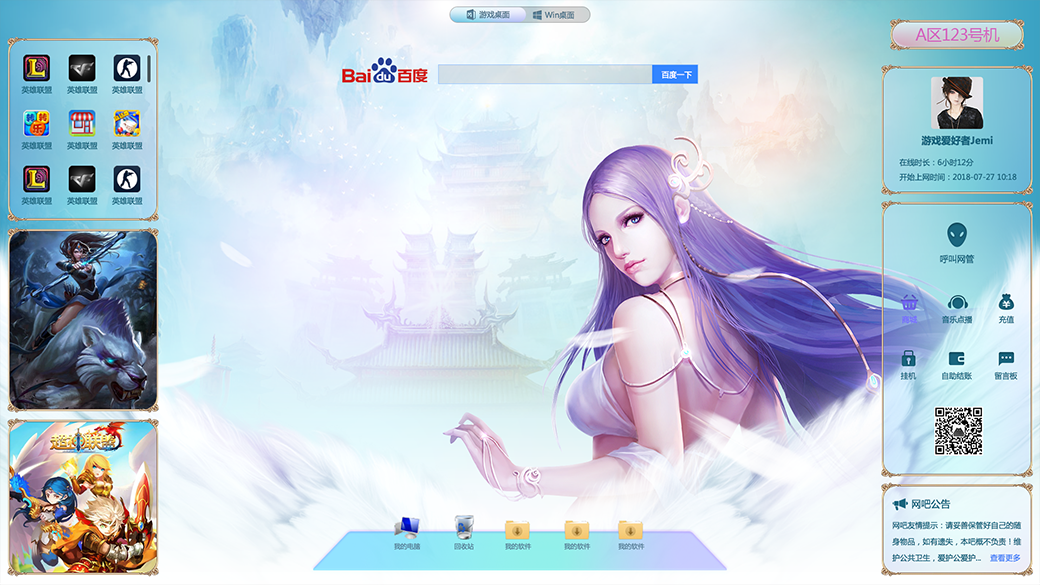 游戏桌面 Win桌面
A区123号机
英雄联盟 英雄联盟 英雄联盟
英雄联盟 英雄联盟 英雄联盟
英雄联盟 英雄联盟 英雄联盟
Bai du 百度 百度一下
游戏爱好者Jemi
在线时长：6小时12分
开始上网时间：2018-07-27 10:18
呼叫网管
商城 音乐点播 充值
挂机 自助结账 留言板
网吧公告
网吧友情提示：请妥善保管好自己的随
身物品，如有遗失，本吧概不负责！维
护公共卫生，爱护公爱护... 查看更多
我的电脑 回收站 我的软件 我的软件 我的软件